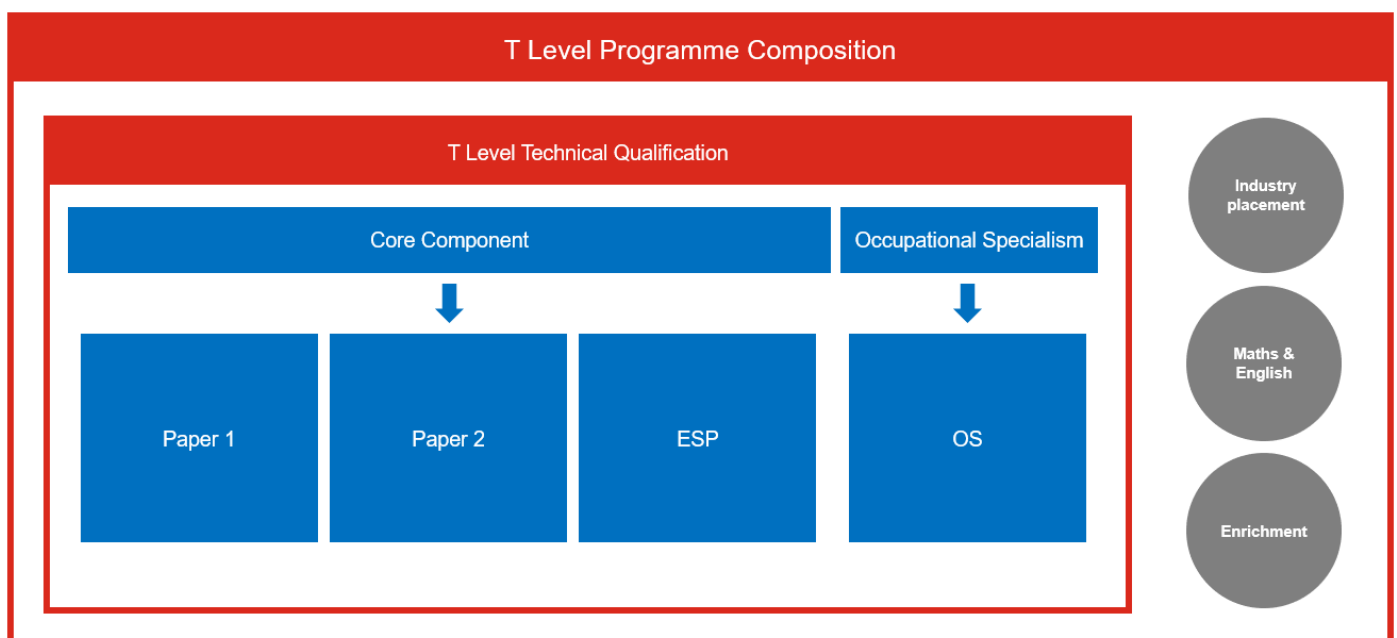 T Level Programme Composition
T Level Technical Qualification
Core Component
Occupational Specialism
Paper 1
Paper 2
ESP
OS
Industry
placement
Maths &
English
Enrichment